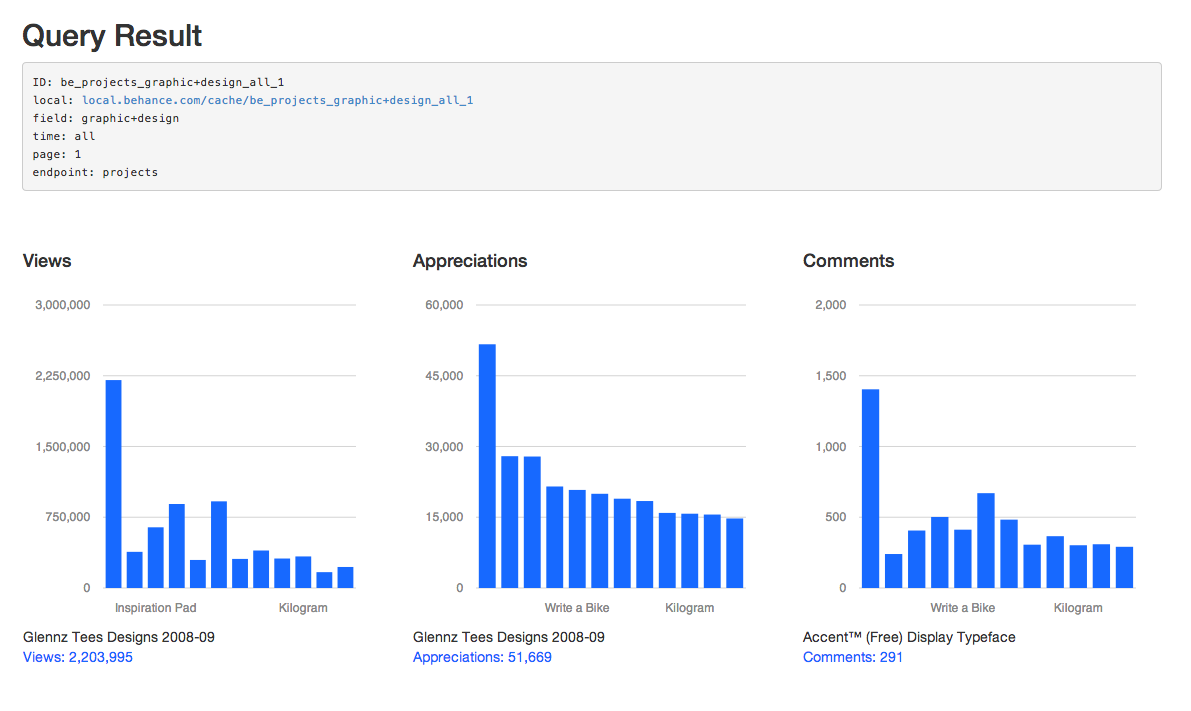 Query Result
ID: be_projects_graphic+design_all_1
local: local.behance.com/cache/be_projects_graphic+design_all_1
field: graphic+design
time: all
page: 1
endpoint: projects
Views
3,000,000
2,250,000
1,500,000
750,000
0
Inspiration Pad Kilogram
Glennz Tees Designs 2008-09
Views: 2,203,995
Appreciations
60,000
45,000
30,000
15,000
0
Write a Bike Kilogram
Glennz Tees Designs 2008-09
Appreciations: 51,669
Comments
2,000
1,500
1,000
500
0
Write a Bike Kilogram
Accent™ (Free) Display Typeface
Comments: 291